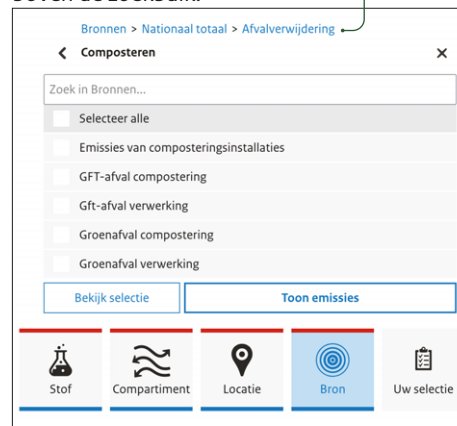 boven de zoekbalk.
Bronnen > Nationaal totaal > Afvalverwijdering
Composteren
Zoek in Bronnen...
Selecteer alle
Emissies van composteringsinstallaties
GFT-afval compostering
Gft-afval verwerking
Groenafval compostering
Groenafval verwerking
Bekijk selectie
Toon emissies
Stof
Compartiment
Locatie
Bron
Uw selectie